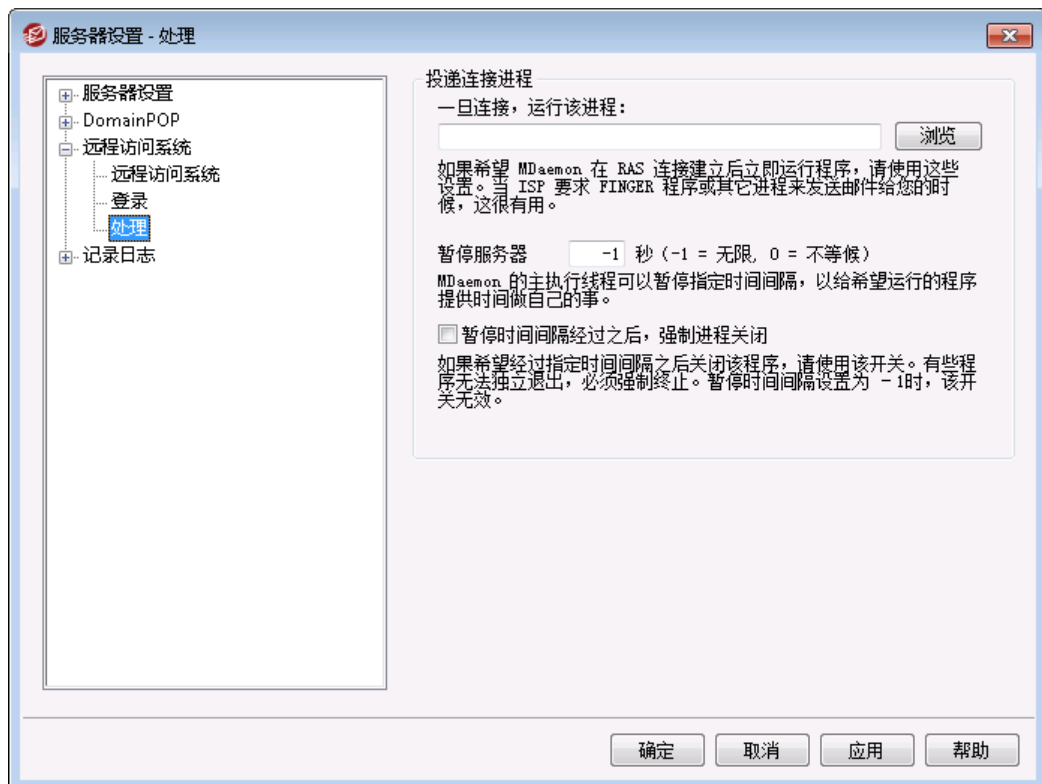 服务器设置 - 处理
服务器设置
DomainPOP
远程访问系统
远程访问系统
登录
处理
记录日志
投递连接进程
一旦连接，运行该进程：
浏览
如果希望 MDaemon 在 RAS 连接建立后立即运行程序，请使用这些
设置。当 ISP 要求 FINGER 程序或其它进程来发送邮件给您的时
候，这很有用。
暂停服务器 -1 秒 (-1 = 无限, 0 = 不等候)
MDaemon 的主执行线程可以暂停指定时间间隔，以给希望运行的程序
提供时间做自己的事。
暂停时间间隔经过之后，强制进程关闭
如果希望经过指定时间间隔之后关闭该程序，请使用该开关。有些程
序无法独立退出，必须强制终止。暂停时间间隔设置为 -1时，该开
关无效。
确定 取消 应用 帮助